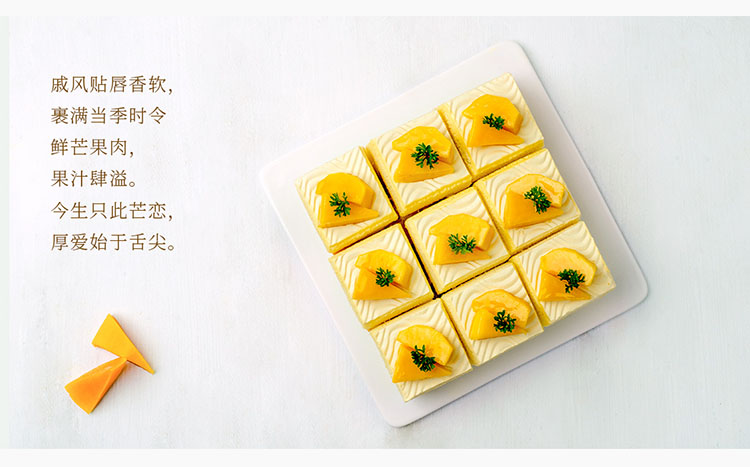 戚风贴唇香软，
裹满当季时令
鲜芒果肉，
果汁肆溢。
今生只此芒恋，
厚爱始于舌尖。